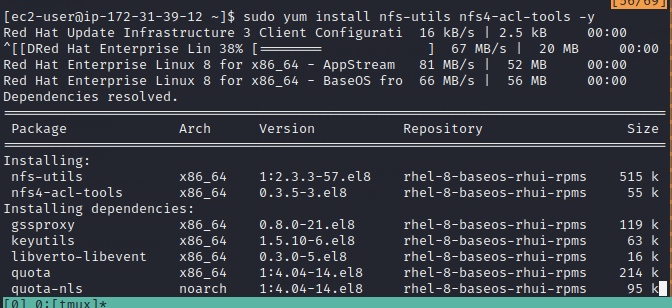 [50/69]
[ec2-user@ip-172-31-39-12 ~]$ sudo yum install nfs-utils nfs4-acl-tools -y
Red Hat Update Infrastructure 3 Client Configurati 16 kB/s | 2.5 kB 00:00
^[[DRed Hat Enterprise Lin 38% [======== ] 67 MB/s | 20 MB 00:00
Red Hat Enterprise Linux 8 for x86_64 - AppStream 81 MB/s | 52 MB 00:00
Red Hat Enterprise Linux 8 for x86_64 - BaseOS fro 66 MB/s | 56 MB 00:00
Dependencies resolved.
Package Arch Version Repository Size
Installing:
nfs-utils x86_64 1:2.3.3-57.el8 rhel-8-baseos-rhui-rpms 515 k
nfs4-acl-tools x86_64 0.3.5-3.el8 rhel-8-baseos-rhui-rpms 55 k
Installing dependencies:
gssproxy x86_64 0.8.0-21.el8 rhel-8-baseos-rhui-rpms 119 k
keyutils x86_64 1.5.10-6.el8 rhel-8-baseos-rhui-rpms 63 k
libverto-libevent x86_64 0.3.0-5.el8 rhel-8-baseos-rhui-rpms 16 k
quota x86_64 1:4.04-14.el8 rhel-8-baseos-rhui-rpms 214 k
quota-nls noarch 1:4.04-14.el8 rhel-8-baseos-rhui-rpms 95 k
[0] 0:[tmux]*